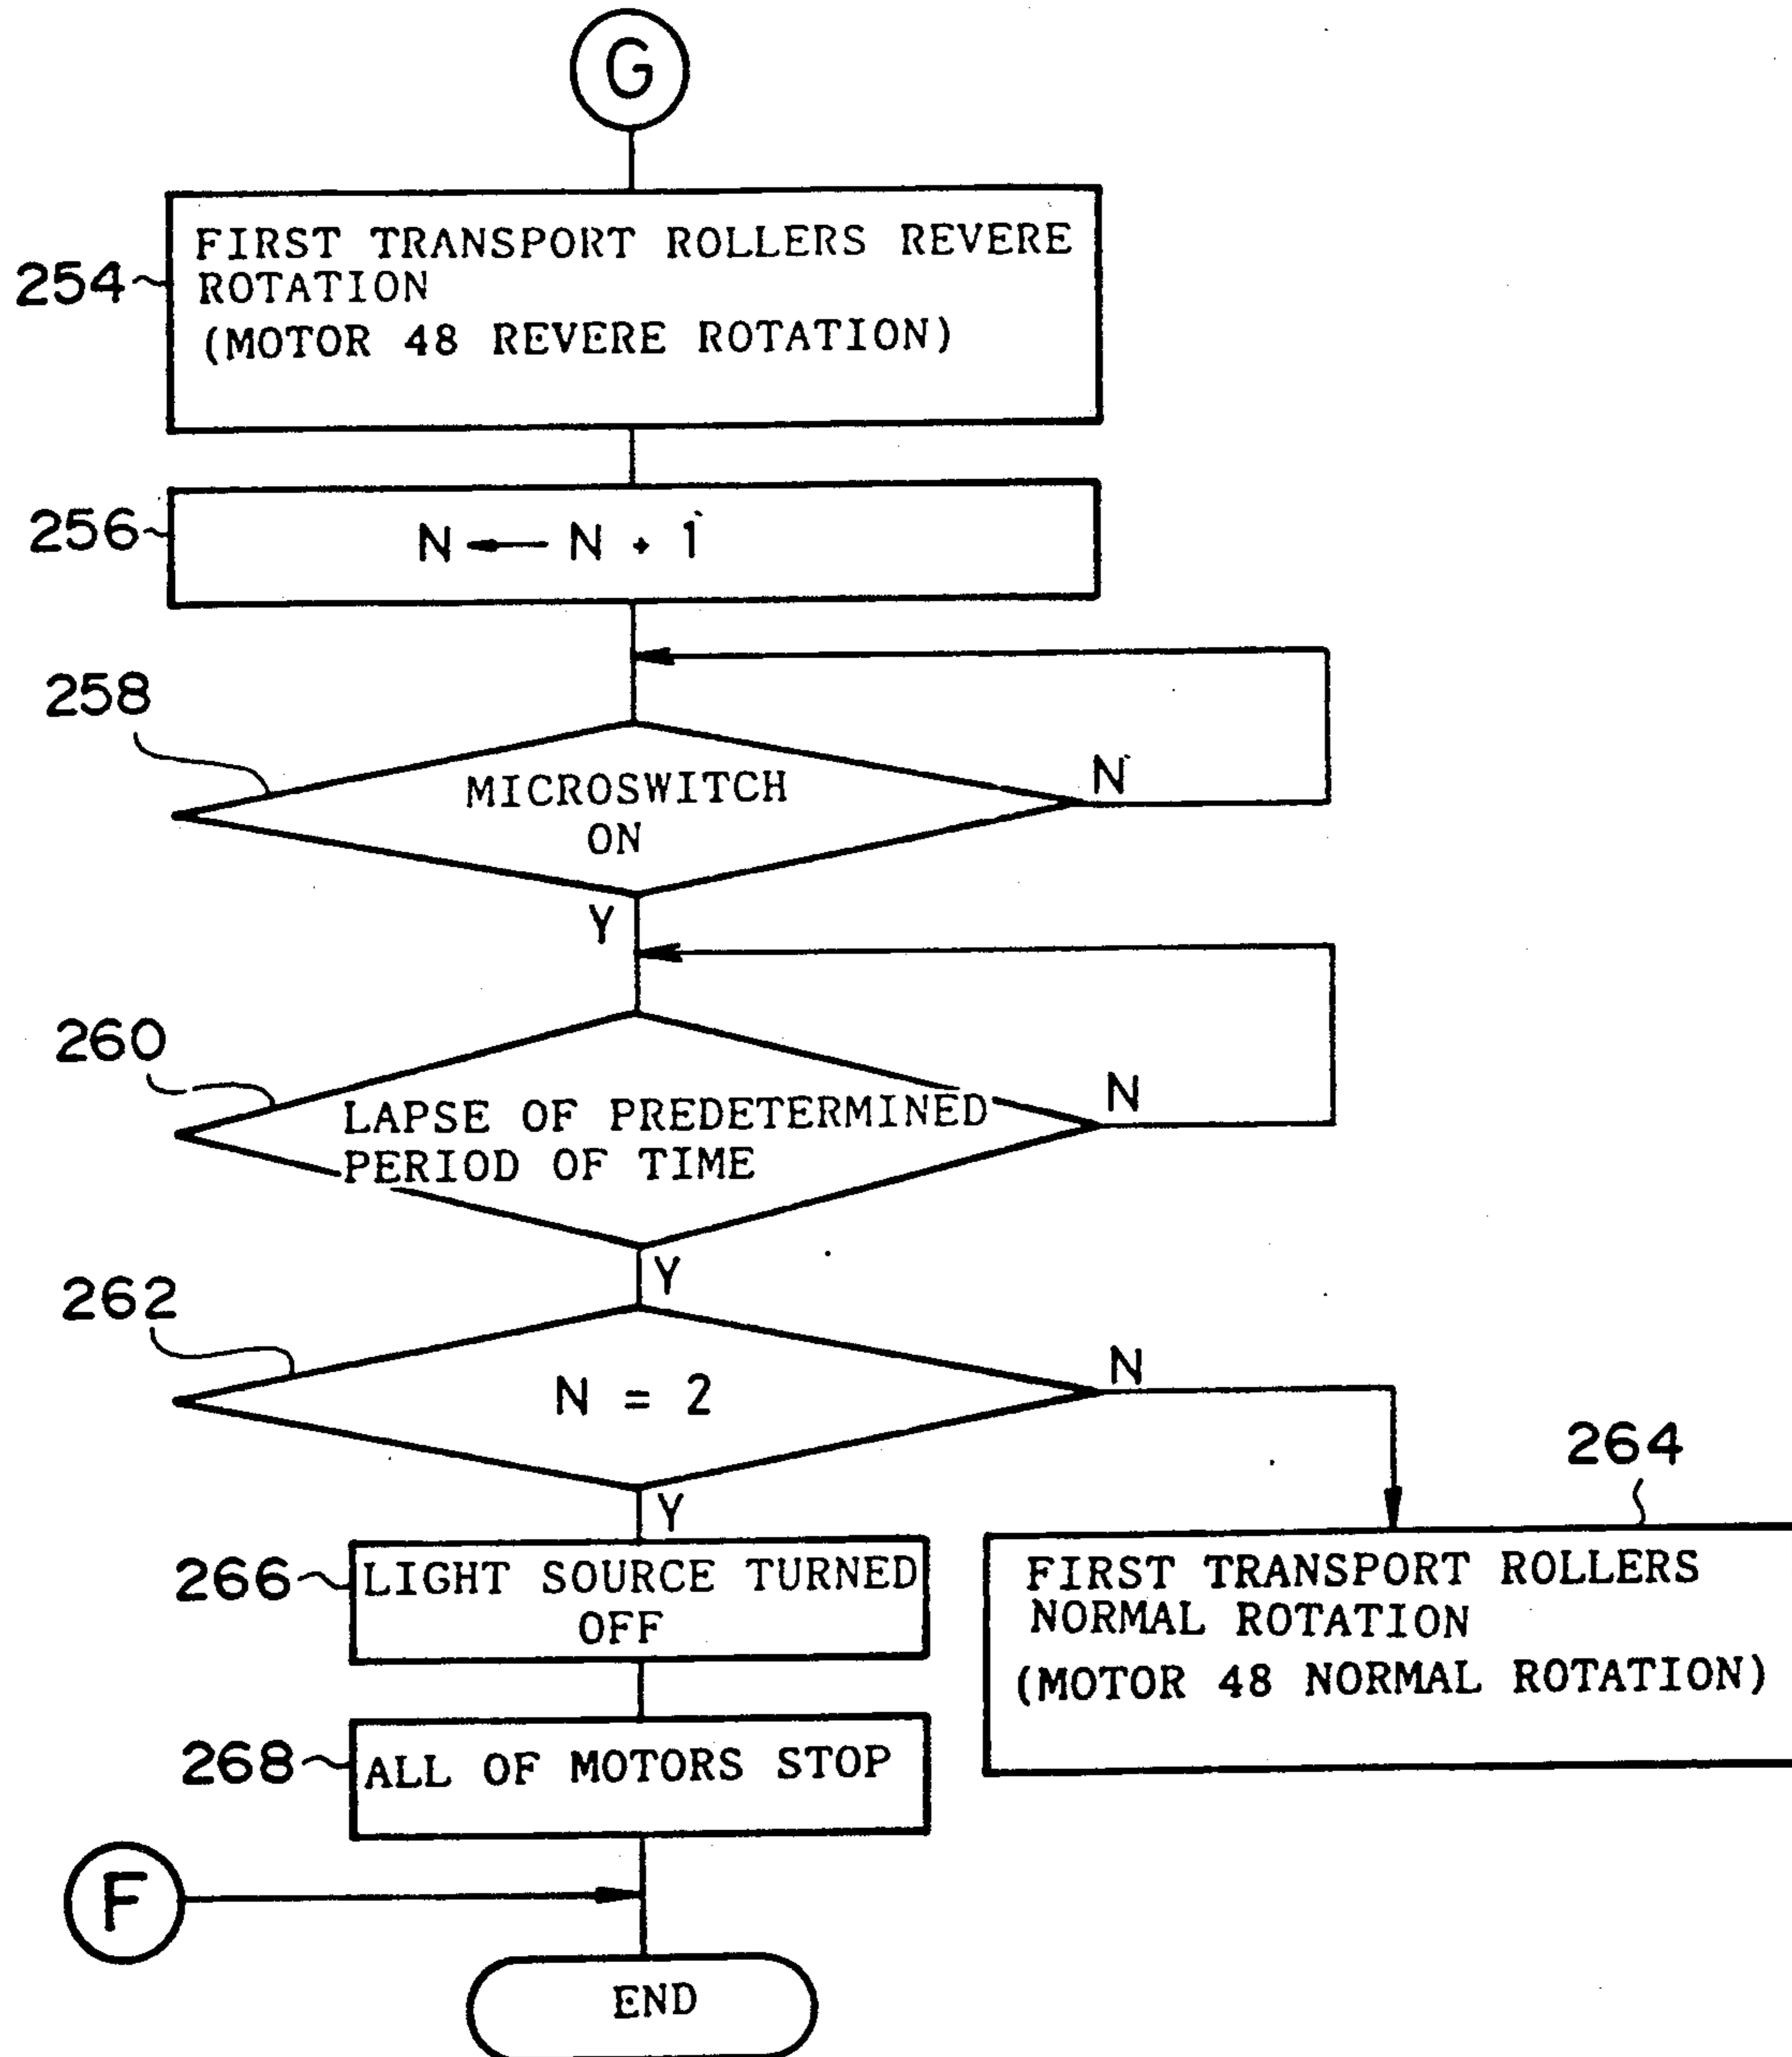 G
254
FIRST TRANSPORT ROLLERS REVERE
ROTATION
(MOTOR 48 REVERE ROTATION)
256
N ← N + 1
258
MICROSWITCH
ON
N
Y
260
LAPSE OF PREDETERMINED
PERIOD OF TIME
N
Y
262
N = 2
N
Y
264
FIRST TRANSPORT ROLLERS
NORMAL ROTATION
(MOTOR 48 NORMAL ROTATION)
266
LIGHT SOURCE TURNED
OFF
268
ALL OF MOTORS STOP
F
END